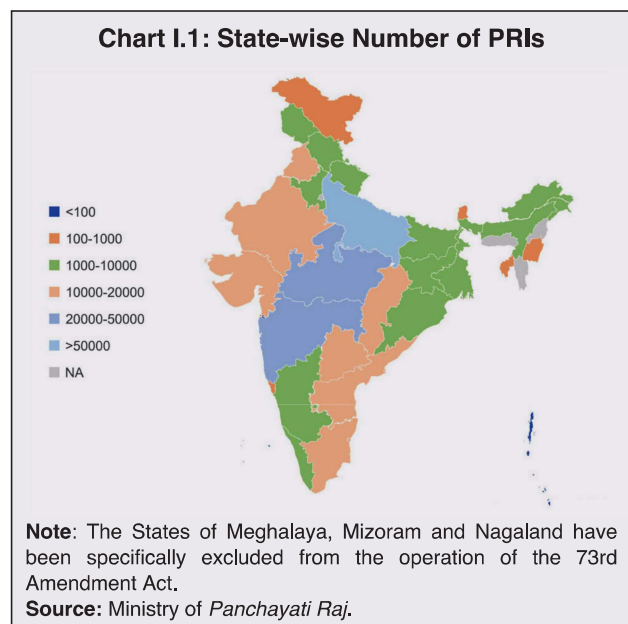 Chart I.1: State-wise Number of PRIs
<100
100-1000
1000-10000
10000-20000
20000-50000
>50000
NA
Note: The States of Meghalaya, Mizoram and Nagaland have
been specifically excluded from the operation of the 73rd
Amendment Act.
Source: Ministry of Panchayati Raj.